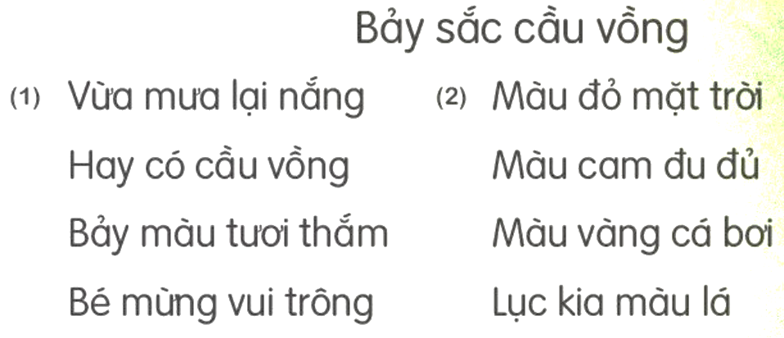 Bảy sắc cầu vồng
(1) Vừa mưa lại nắng
Hay có cầu vồng
Bảy màu tươi thắm
Bé mừng vui trông
(2) Màu đỏ mặt trời
Màu cam đu đủ
Màu vàng cá bơi
Lục kia màu lá